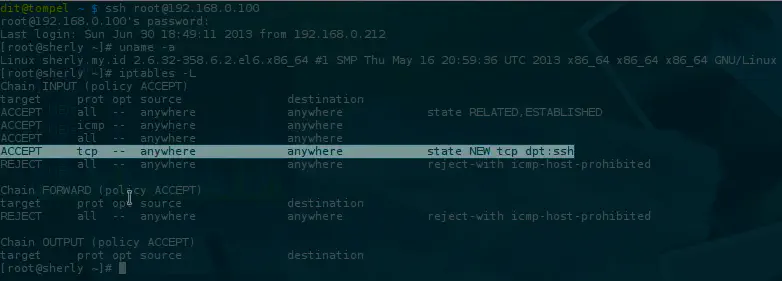 dit@tompel ~ $ ssh root@192.168.0.100
root@192.168.0.100's password:
Last login: Sun Jun 30 18:49:11 2013 from 192.168.0.212
[root@sherly ~]# uname -a
Linux sherly.my.id 2.6.32-358.6.2.el6.x86_64 #1 SMP Thu May 16 20:59:36 UTC 2013 x86_64 x86_64 x86_64 GNU/Linux
[root@sherly ~]# iptables -L
Chain INPUT (policy ACCEPT)
target     prot opt source               destination
ACCEPT     all  --  anywhere             anywhere            state RELATED,ESTABLISHED
ACCEPT     icmp --  anywhere             anywhere
ACCEPT     all  --  anywhere             anywhere
ACCEPT     tcp  --  anywhere             anywhere            state NEW tcp dpt:ssh
REJECT     all  --  anywhere             anywhere            reject-with icmp-host-prohibited
Chain FORWARD (policy ACCEPT)
target     prot opt source               destination
REJECT     all  --  anywhere             anywhere            reject-with icmp-host-prohibited
Chain OUTPUT (policy ACCEPT)
target     prot opt source               destination
[root@sherly ~]#